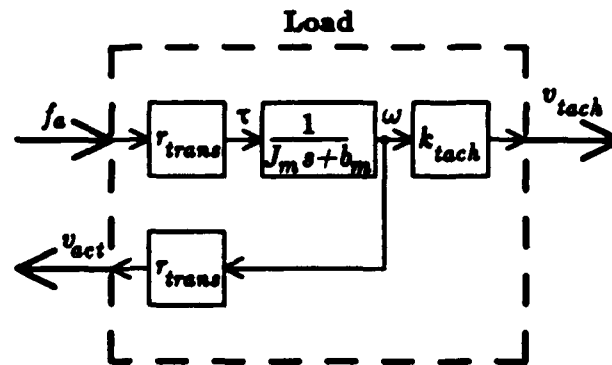 Load
f_a
r_trans
τ
1
J_m s+b_m
ω
k_tach
v_tach
v_act
r_trans